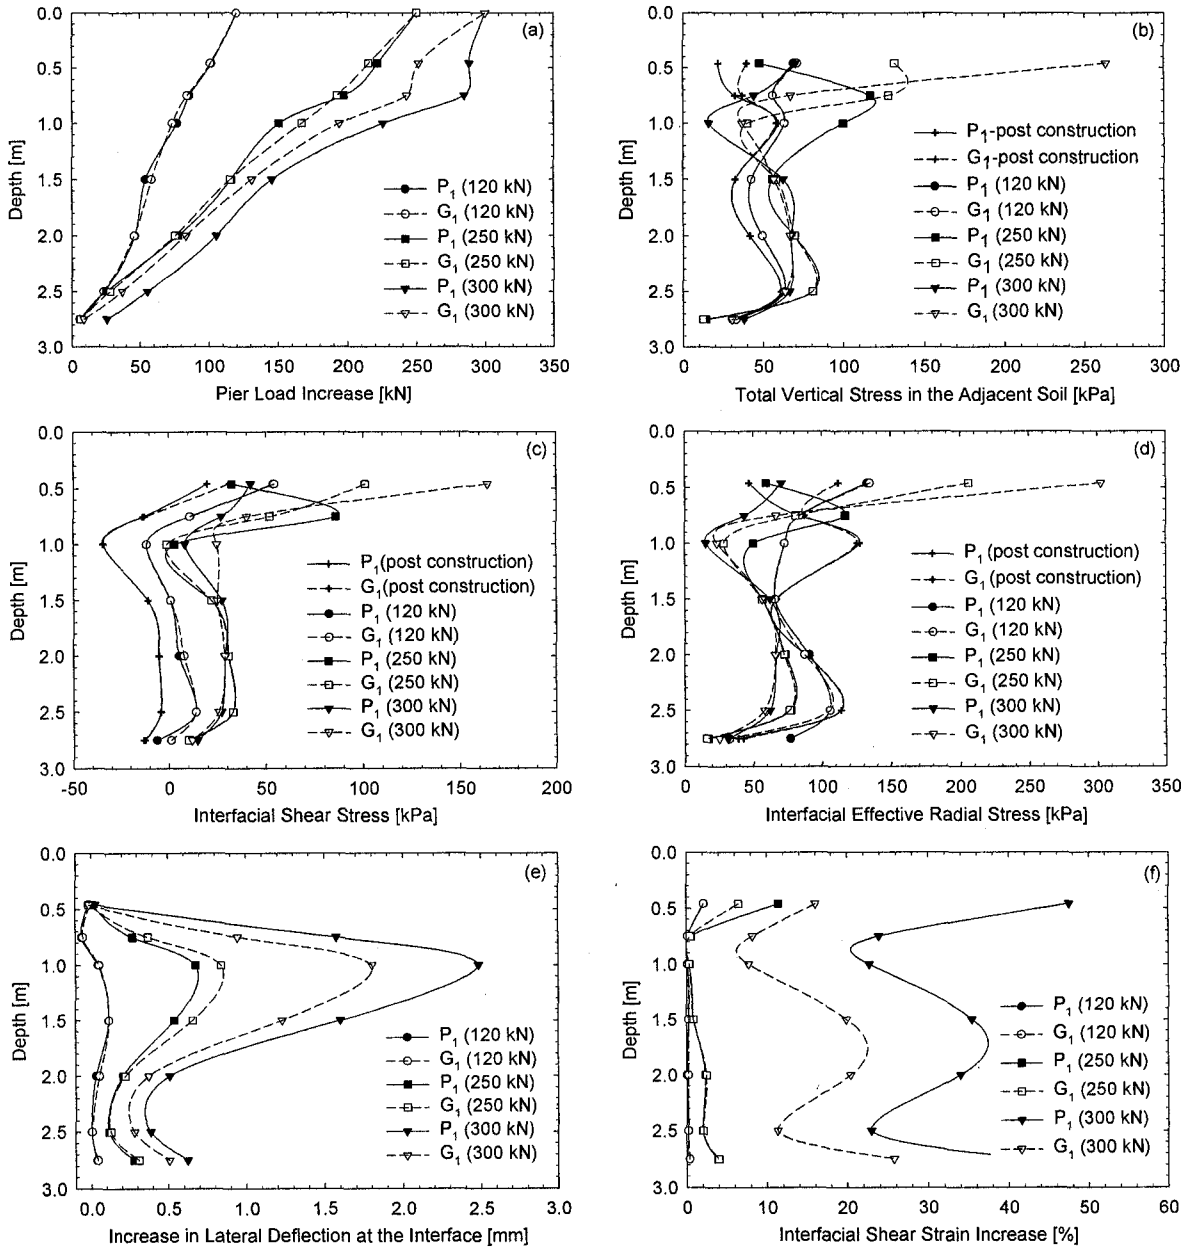 0.0
0.5
1.0
1.5
2.0
2.5
3.0
Depth [m]
(a)
P1 (120 kN)
G1 (120 kN)
P1 (250 kN)
G1 (250 kN)
P1 (300 kN)
G1 (300 kN)
0 50 100 150 200 250 300 350
Pier Load Increase [kN]
0.0
0.5
1.0
1.5
2.0
2.5
3.0
Depth [m]
(b)
P1-post construction
G1-post construction
P1 (120 kN)
G1 (120 kN)
P1 (250 kN)
G1 (250 kN)
P1 (300 kN)
G1 (300 kN)
0 50 100 150 200 250 300
Total Vertical Stress in the Adjacent Soil [kPa]
0.0
0.5
1.0
1.5
2.0
2.5
3.0
Depth [m]
(c)
P1 (post construction)
G1 (post construction)
P1 (120 kN)
G1 (120 kN)
P1 (250 kN)
G1 (250 kN)
P1 (300 kN)
G1 (300 kN)
-50 0 50 100 150 200
Interfacial Shear Stress [kPa]
0.0
0.5
1.0
1.5
2.0
2.5
3.0
Depth [m]
(d)
P1 (post construction)
G1 (post construction)
P1 (120 kN)
G1 (120 kN)
P1 (250 kN)
G1 (250 kN)
P1 (300 kN)
G1 (300 kN)
0 50 100 150 200 250 300 350
Interfacial Effective Radial Stress [kPa]
0.0
0.5
1.0
1.5
2.0
2.5
3.0
Depth [m]
(e)
P1 (120 kN)
G1 (120 kN)
P1 (250 kN)
G1 (250 kN)
P1 (300 kN)
G1 (300 kN)
0.0 0.5 1.0 1.5 2.0 2.5 3.0
Increase in Lateral Deflection at the Interface [mm]
0.0
0.5
1.0
1.5
2.0
2.5
3.0
Depth [m]
(f)
P1 (120 kN)
G1 (120 kN)
P1 (250 kN)
G1 (250 kN)
P1 (300 kN)
G1 (300 kN)
0 10 20 30 40 50 60
Interfacial Shear Strain Increase [%]